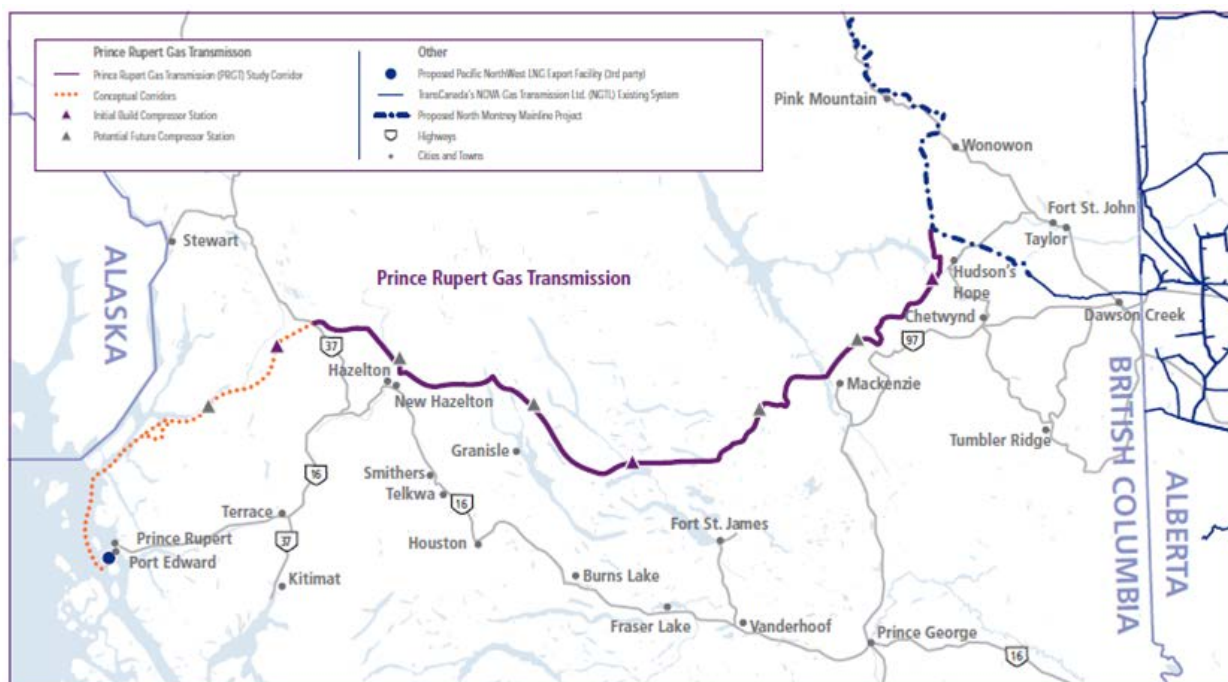 Prince Rupert Gas Transmisson
Prince Rupert Gas Transmission (PRGT) Study Corridor
Conceptual Corridors
Initial Build Compressor Station
Potential Future Compressor Station
Other
Proposed Pacific NorthWest LNG Export Facility (3rd party)
TransCanada's NOVA Gas Transmission Ltd. (NGTL) Existing System
Proposed North Montney Mainline Project
Highways
Cities and Towns
Pink Mountain
Wonowon
Fort St. John
Taylor
Stewart
ALASKA
Prince Rupert Gas Transmission
Hudson's
Hope
Chetwynd
Dawson Creek
37
97
Hazelton
New Hazelton
Mackenzie
BRITISH COLUMBIA
ALBERTA
Tumbler Ridge
Granisle
16
Smithers
Telkwa
16
Terrace
Fort St. James
Prince Rupert
Port Edward
37
Houston
Kitimat
Burns Lake
Fraser Lake
Vanderhoof
Prince George
16